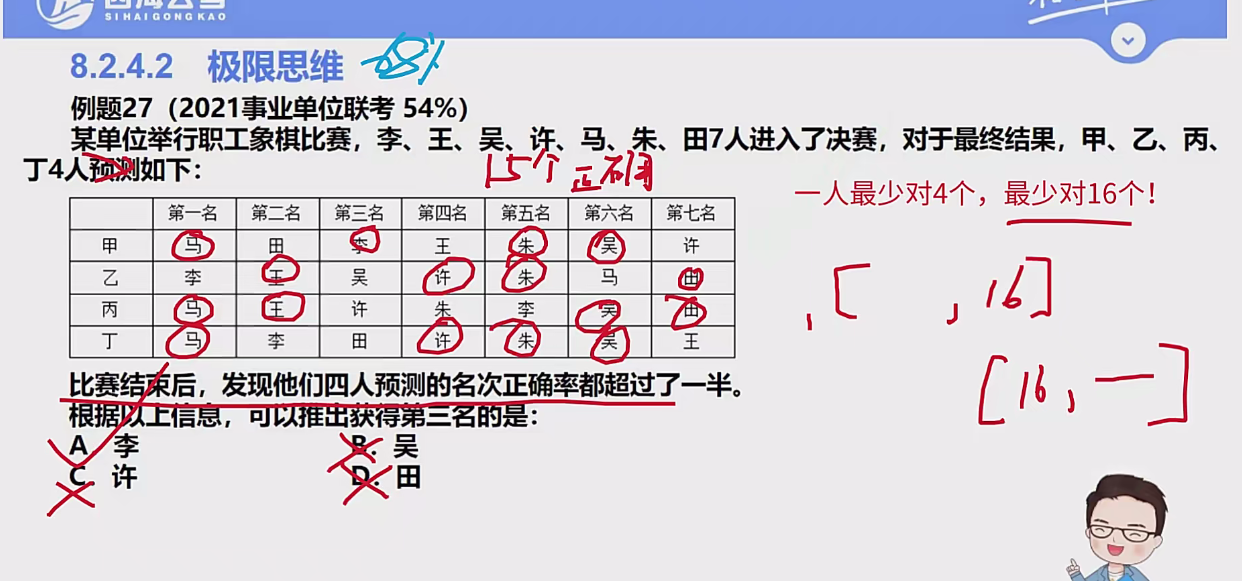 SIHAIGONGKAO
8.2.4.2 极限思维
例题27（2021事业单位联考 54%）
某单位举行职工象棋比赛，李、王、吴、许、马、朱、田7人进入了决赛，对于最终结果，甲、乙、丙、
丁4人预测如下：
15个正确
一人最少对4个，最少对16个！
第一名 第二名 第三名 第四名 第五名 第六名 第七名
甲 马 田 李 王 朱 吴 许
乙 李 王 吴 许 朱 马 田
丙 马 王 许 朱 李 吴 田
丁 马 李 田 许 朱 吴 王
[ , 16]
[16, 一]
比赛结束后，发现他们四人预测的名次正确率都超过了一半。
根据以上信息，可以推出获得第三名的是：
A. 李 B. 吴
C. 许 D. 田